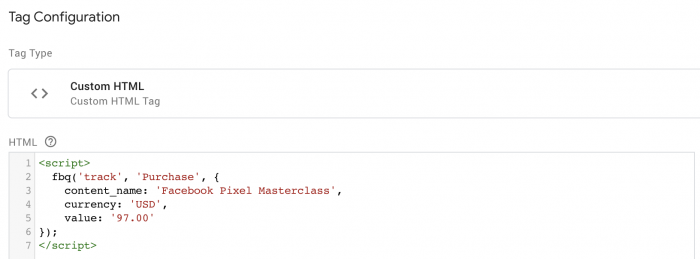 Tag Configuration
Tag Type
Custom HTML
Custom HTML Tag
HTML
1 <script>
2 fbq('track', 'Purchase', {
3 content_name: 'Facebook Pixel Masterclass',
4 currency: 'USD',
5 value: '97.00'
6 });
7 </script>